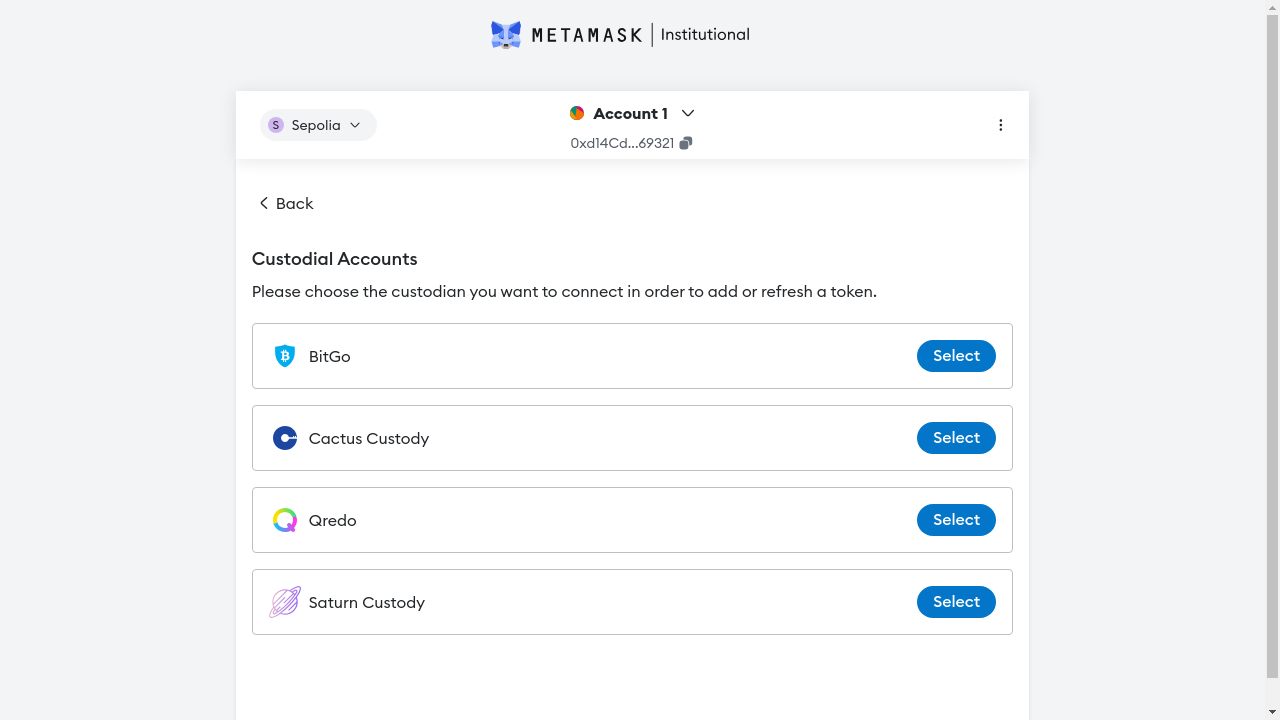 METAMASK | Institutional
S Sepolia
Account 1
0xd14Cd...69321
Back
Custodial Accounts
Please choose the custodian you want to connect in order to add or refresh a token.
BitGo Select
Cactus Custody Select
Qredo Select
Saturn Custody Select